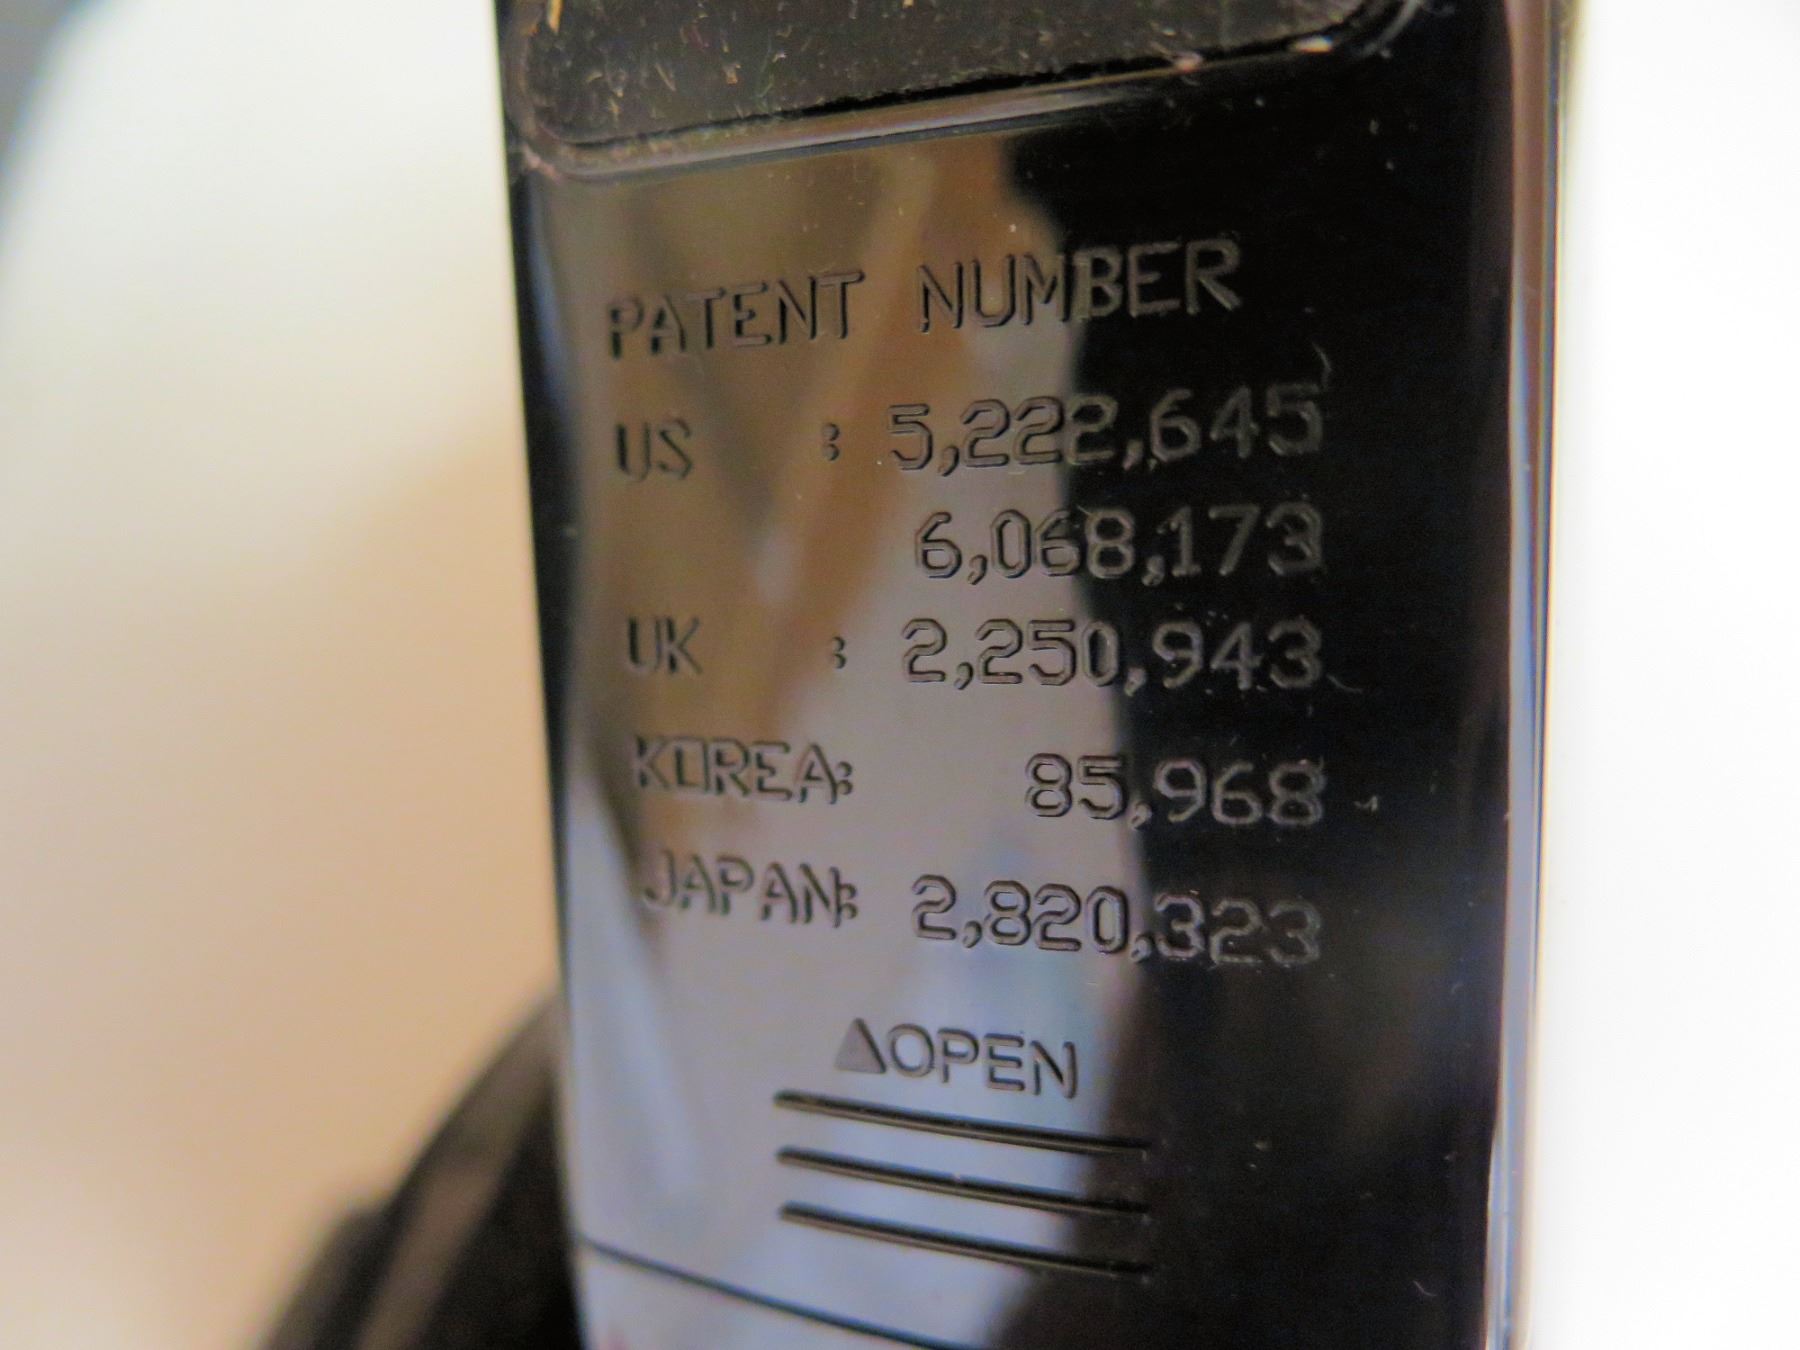 PATENT NUMBER
US : 5,222,645
6,068,173
UK : 2,250,943
KOREA: 85,968
JAPAN: 2,820,323
△OPEN